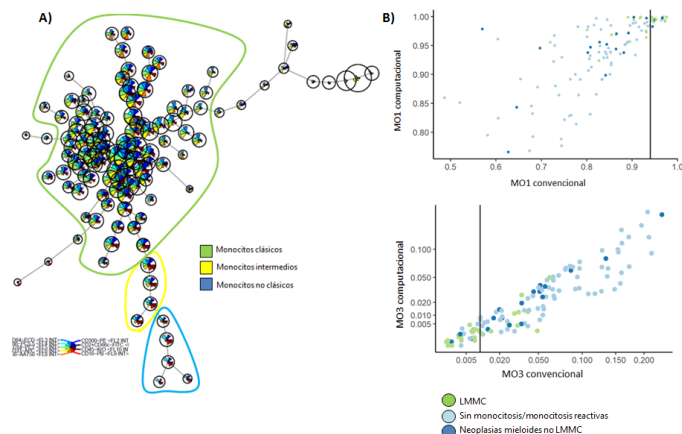 A)
Monocitos clásicos
Monocitos intermedios
Monocitos no clásicos
B)
MO1 computacional
1.00
0.95
0.90
0.85
0.80
0.5
0.6
0.7
0.8
0.9
1.0
MO1 convencional
MO3 computacional
0.100
0.050
0.020
0.010
0.005
0.005
0.020
0.050
0.100
0.150
0.200
MO3 convencional
LMMC
Sin monocitosis/monocitosis reactivas
Neoplasias mieloides no LMMC